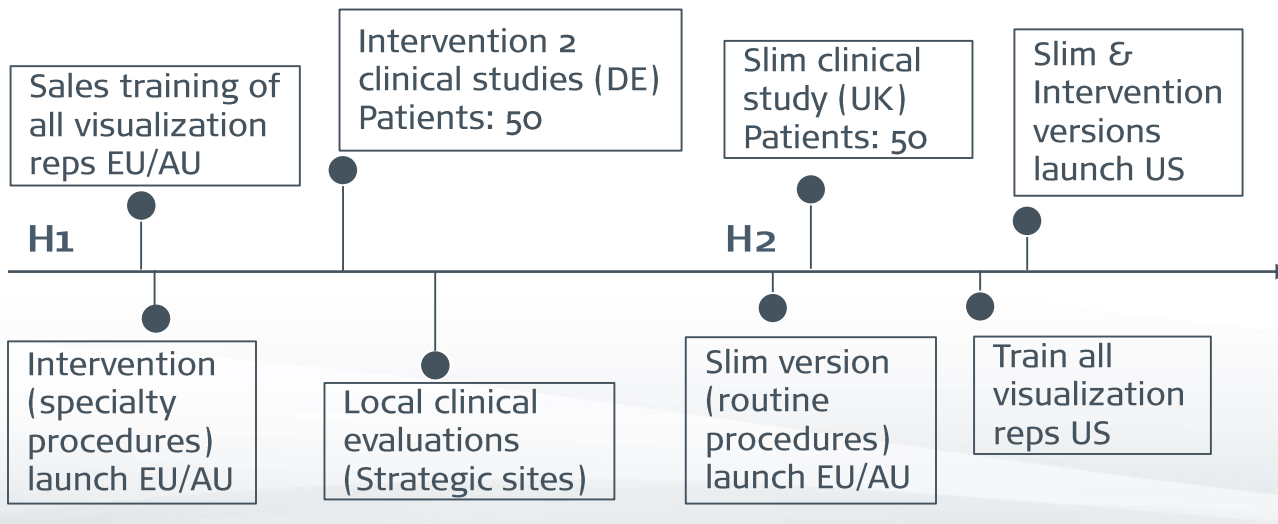 Sales training of
all visualization
reps EU/AU
Intervention 2
clinical studies (DE)
Patients: 50
Slim clinical
study (UK)
Patients: 50
Slim &
Intervention
versions
launch US
H1
H2
Intervention
(specialty
procedures)
launch EU/AU
Local clinical
evaluations
(Strategic sites)
Slim version
(routine
procedures)
launch EU/AU
Train all
visualization
reps US